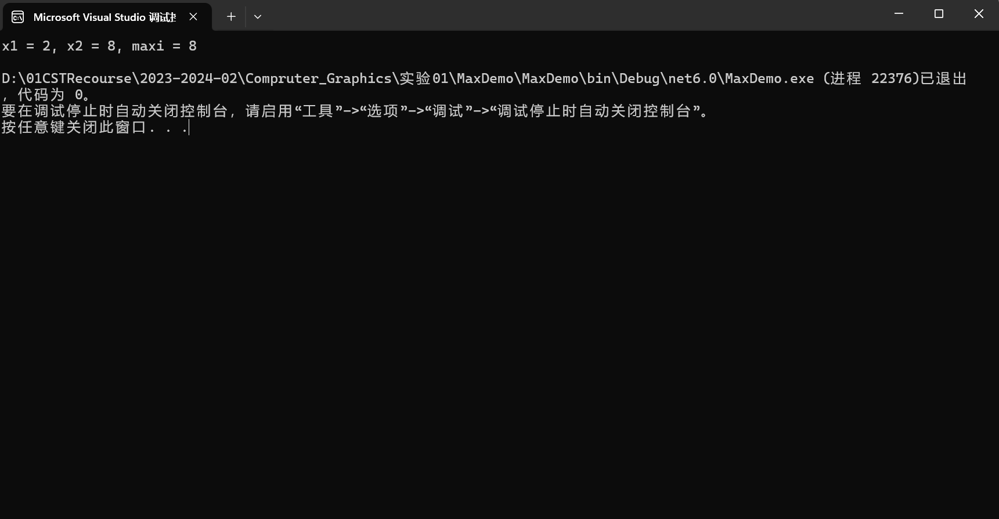 Microsoft Visual Studio 调试
x1 = 2, x2 = 8, maxi = 8
D:\01CSTRecourse\2023-2024-02\Compruter_Graphics\实验01\MaxDemo\MaxDemo\bin\Debug\net6.0\MaxDemo.exe (进程 22376)已退出
，代码为 0。
要在调试停止时自动关闭控制台，请启用“工具”->“选项”->“调试”->“调试停止时自动关闭控制台”。
按任意键关闭此窗口. . .